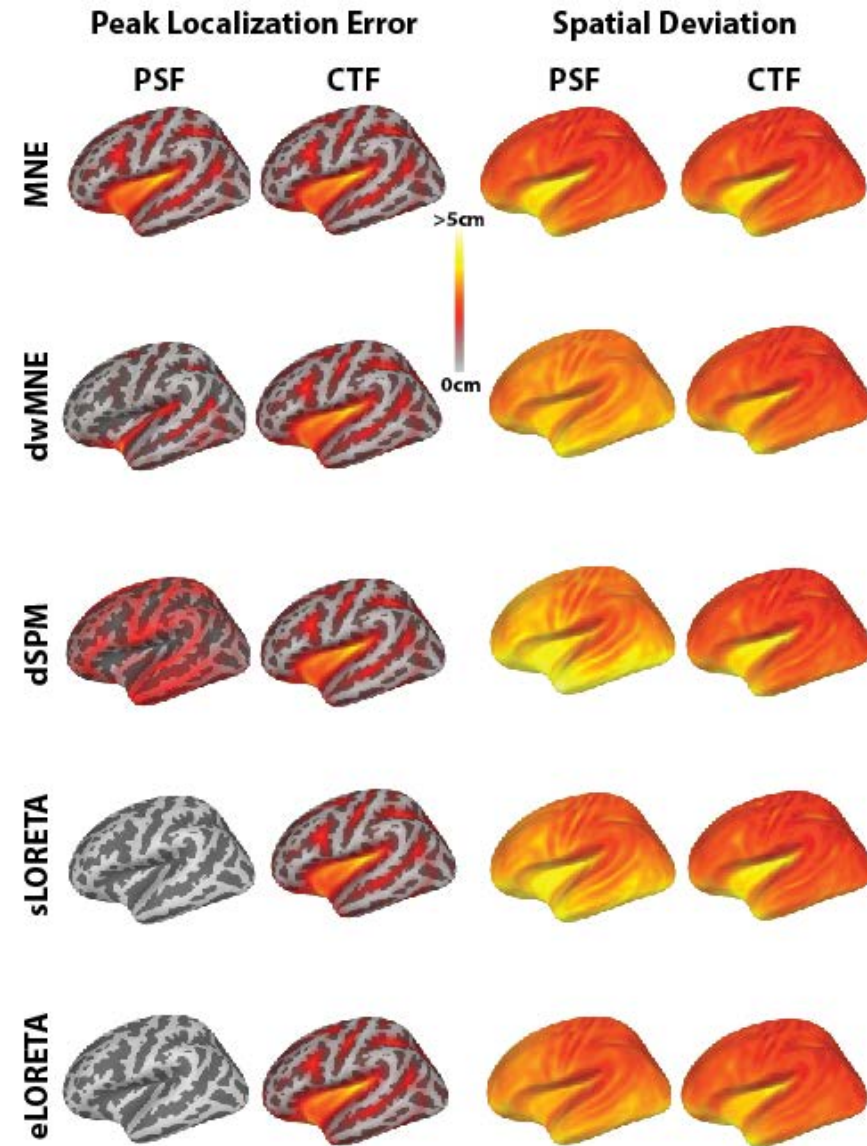 Peak Localization Error Spatial Deviation
PSF CTF PSF CTF
MNE
>5cm
0cm
dwMNE
dSPM
sLORETA
eLORETA